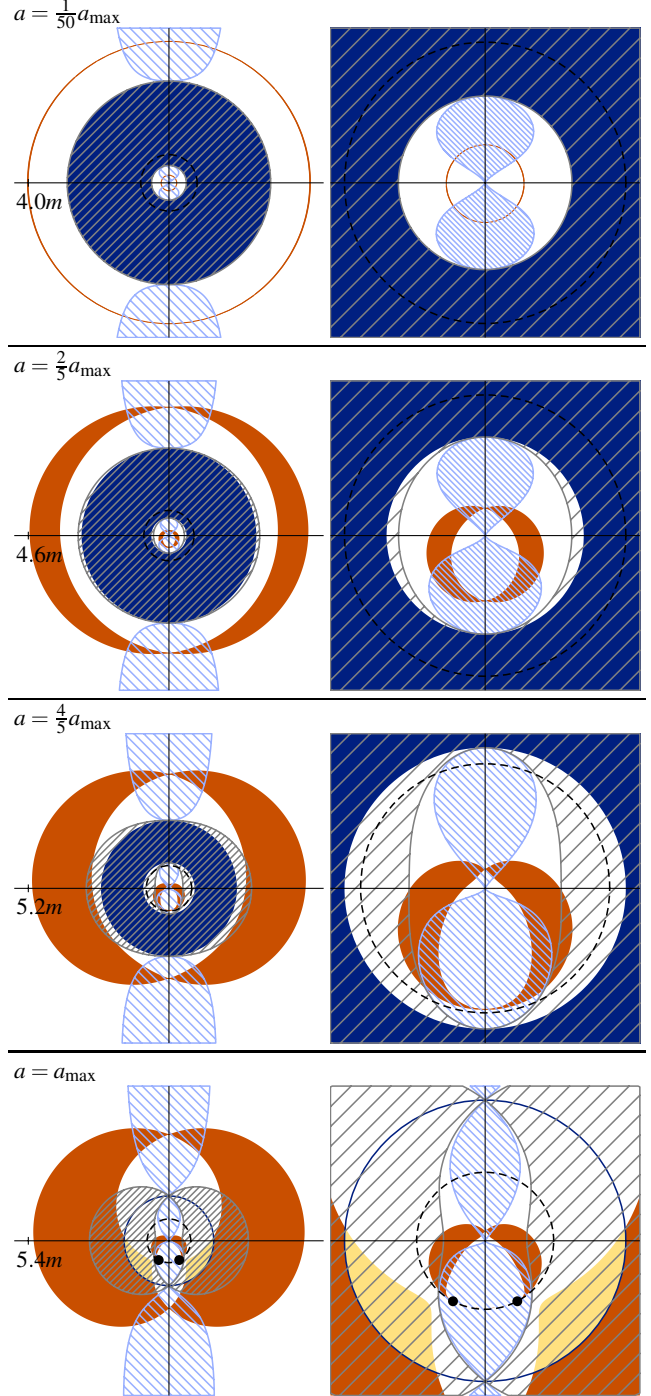 a = 1/50 a_max
4.0m
a = 2/5 a_max
4.6m
a = 4/5 a_max
5.2m
a = a_max
5.4m